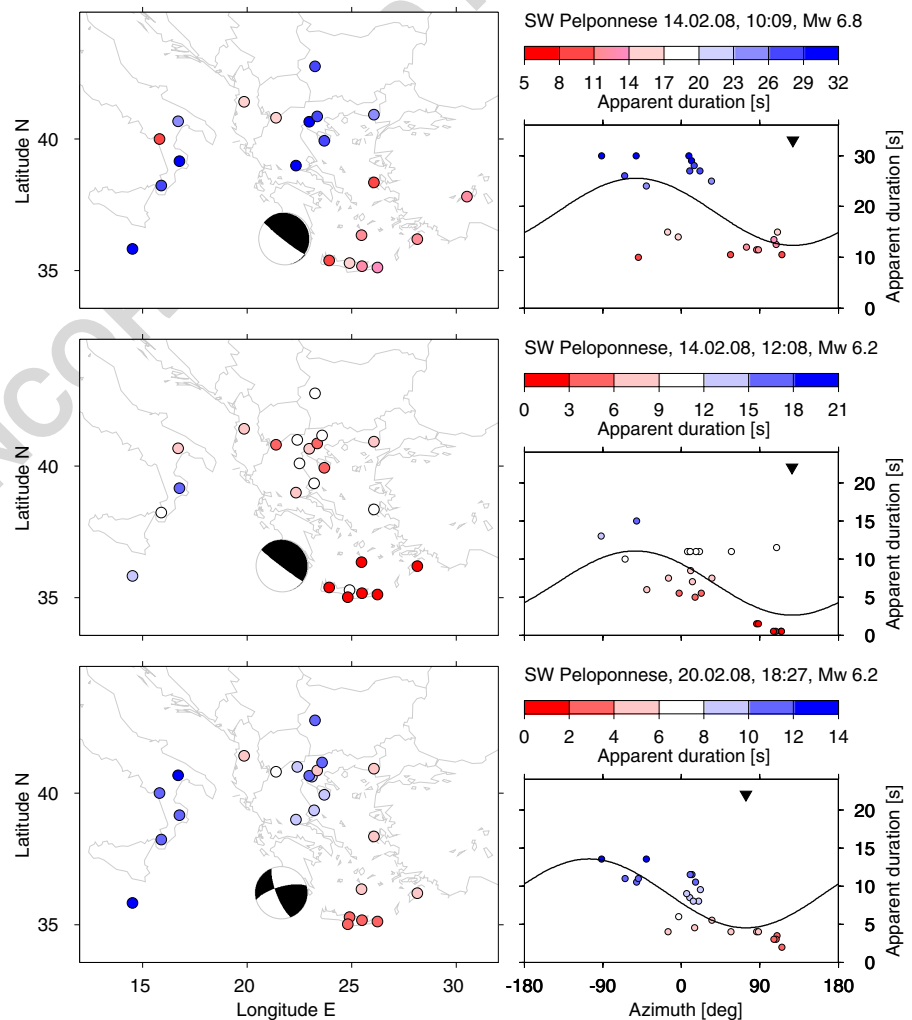 SW Pelponnese 14.02.08, 10:09, Mw 6.8
5 8 11 14 17 20 23 26 29 32
Apparent duration [s]
Latitude N
40
35
30
20
10
0
Apparent duration [s]
SW Peloponnese, 14.02.08, 12:08, Mw 6.2
0 3 6 9 12 15 18 21
Apparent duration [s]
Latitude N
40
35
20
15
10
5
0
Apparent duration [s]
SW Peloponnese, 20.02.08, 18:27, Mw 6.2
0 2 4 6 8 10 12 14
Apparent duration [s]
Latitude N
40
35
20
15
10
5
0
Apparent duration [s]
15 20 25 30
Longitude E
-180 -90 0 90 180
Azimuth [deg]
NCOR